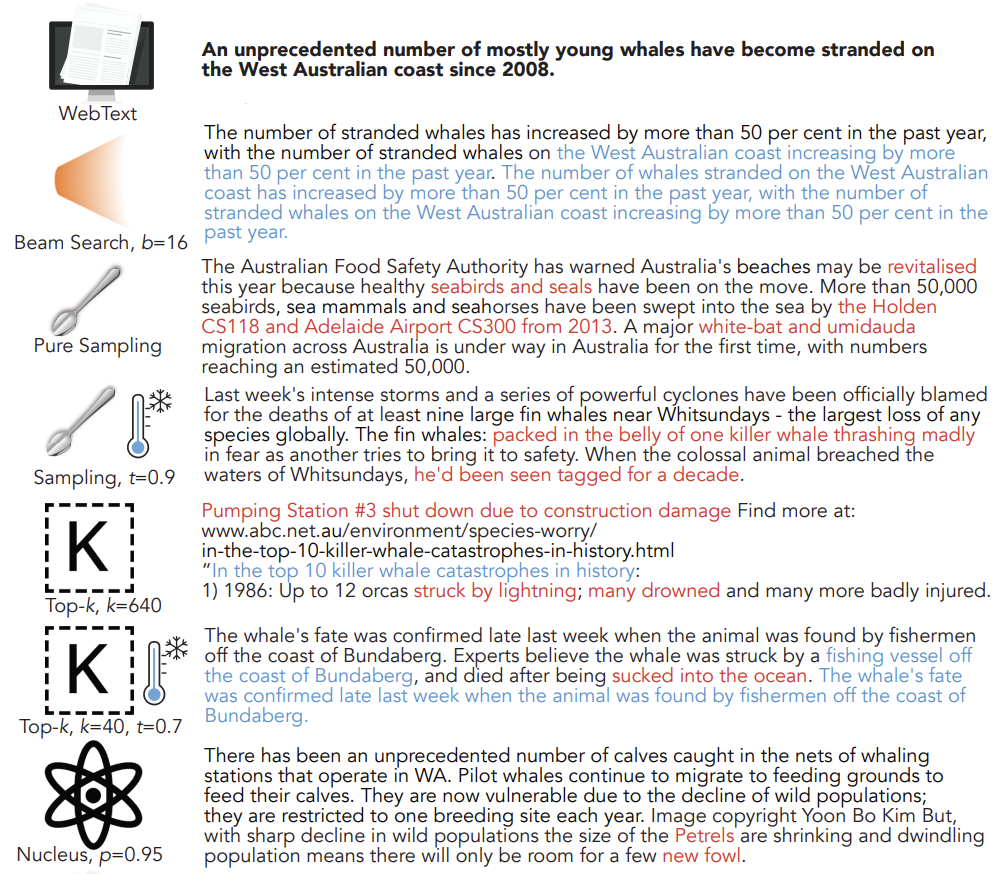 An unprecedented number of mostly young whales have become stranded on
the West Australian coast since 2008.
WebText
The number of stranded whales has increased by more than 50 per cent in the past year,
with the number of stranded whales on the West Australian coast increasing by more
than 50 per cent in the past year. The number of whales stranded on the West Australian
coast has increased by more than 50 per cent in the past year, with the number of
stranded whales on the West Australian coast increasing by more than 50 per cent in the
past year.
Beam Search, b=16
The Australian Food Safety Authority has warned Australia's beaches may be revitalised
this year because healthy seabirds and seals have been on the move. More than 50,000
seabirds, sea mammals and seahorses have been swept into the sea by the Holden
CS118 and Adelaide Airport CS300 from 2013. A major white-bat and umidauda
migration across Australia is under way in Australia for the first time, with numbers
reaching an estimated 50,000.
Pure Sampling
Last week's intense storms and a series of powerful cyclones have been officially blamed
for the deaths of at least nine large fin whales near Whitsundays - the largest loss of any
species globally. The fin whales: packed in the belly of one killer whale thrashing madly
in fear as another tries to bring it to safety. When the colossal animal breached the
waters of Whitsundays, he'd been seen tagged for a decade.
Sampling, t=0.9
Pumping Station #3 shut down due to construction damage Find more at:
www.abc.net.au/environment/species-worry/
in-the-top-10-killer-whale-catastrophes-in-history.html
“In the top 10 killer whale catastrophes in history:
1) 1986: Up to 12 orcas struck by lightning; many drowned and many more badly injured.
K
Top-k, k=640
The whale's fate was confirmed late last week when the animal was found by fishermen
off the coast of Bundaberg. Experts believe the whale was struck by a fishing vessel off
the coast of Bundaberg, and died after being sucked into the ocean. The whale's fate
was confirmed late last week when the animal was found by fishermen off the coast of
Bundaberg.
K
Top-k, k=40, t=0.7
There has been an unprecedented number of calves caught in the nets of whaling
stations that operate in WA. Pilot whales continue to migrate to feeding grounds to
feed their calves. They are now vulnerable due to the decline of wild populations;
they are restricted to one breeding site each year. Image copyright Yoon Bo Kim But,
with sharp decline in wild populations the size of the Petrels are shrinking and dwindling
population means there will only be room for a few new fowl.
Nucleus, p=0.95